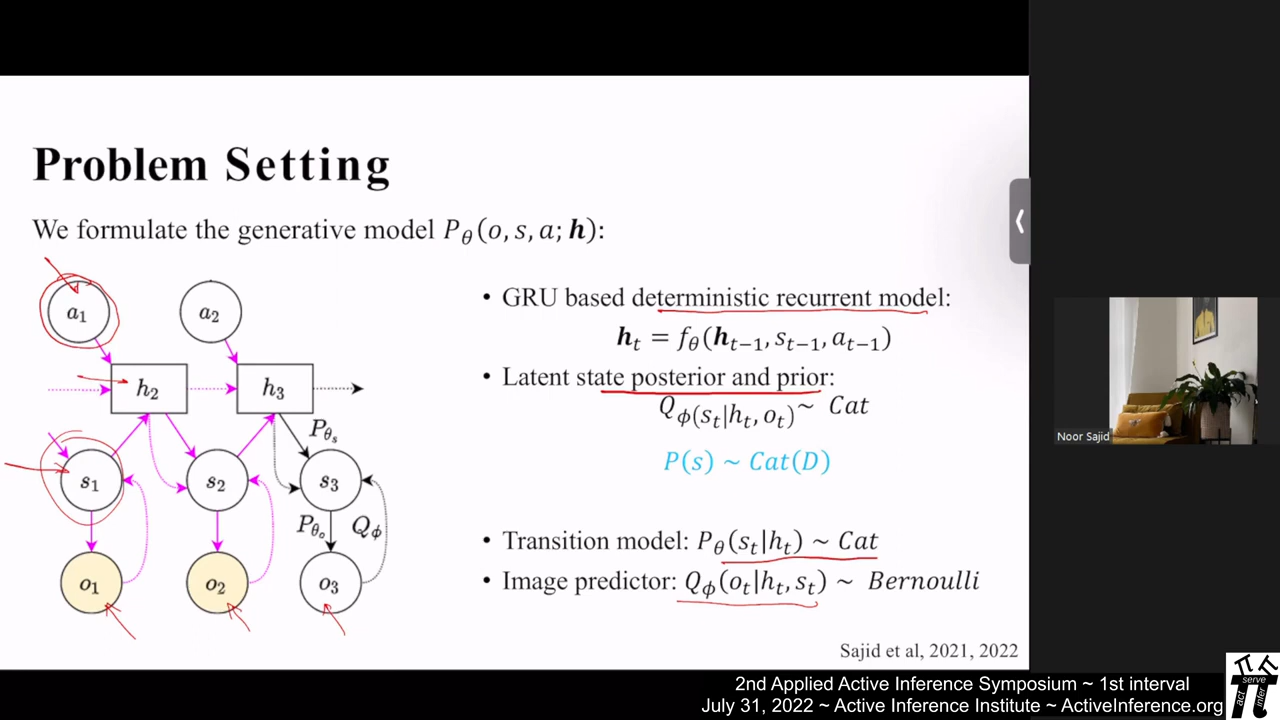 Problem Setting
We formulate the generative model P_θ(o, s, a; h):
a₁ a₂
h₂ h₃
P_θₛ
s₁ s₂ s₃
P_θₒ Q_ϕ
o₁ o₂ o₃
• GRU based deterministic recurrent model:
h_t = f_θ(h_{t−1}, s_{t−1}, a_{t−1})
• Latent state posterior and prior:
Q_ϕ(s_t|h_t, o_t) ~ Cat
P(s) ~ Cat(D)
• Transition model: P_θ(s_t|h_t) ~ Cat
• Image predictor: Q_ϕ(o_t|h_t, s_t) ~ Bernoulli
Sajid et al, 2021, 2022
Noor Sajid
2nd Applied Active Inference Symposium ~ 1st interval
July 31, 2022 ~ Active Inference Institute ~ ActiveInference.org
act
serve
infer